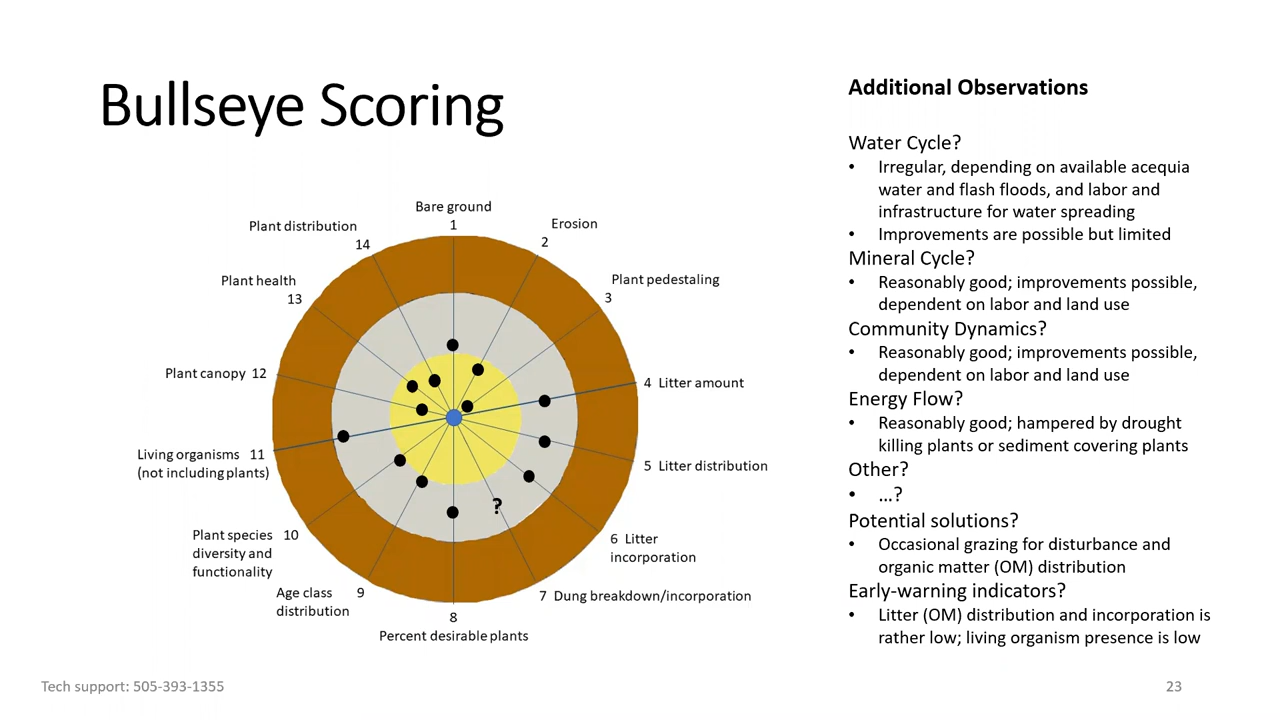 Bullseye Scoring
Bare ground
1
Erosion
2
Plant pedestaling
3
4 Litter amount
5 Litter distribution
6 Litter
incorporation
7 Dung breakdown/incorporation
8
Percent desirable plants
Age class 9
distribution
Plant species 10
diversity and
functionality
Living organisms 11
(not including plants)
Plant canopy 12
Plant health
13
Plant distribution
14
?
Additional Observations
Water Cycle?
• Irregular, depending on available acequia
water and flash floods, and labor and
infrastructure for water spreading
• Improvements are possible but limited
Mineral Cycle?
• Reasonably good; improvements possible,
dependent on labor and land use
Community Dynamics?
• Reasonably good; improvements possible,
dependent on labor and land use
Energy Flow?
• Reasonably good; hampered by drought
killing plants or sediment covering plants
Other?
• …?
Potential solutions?
• Occasional grazing for disturbance and
organic matter (OM) distribution
Early-warning indicators?
• Litter (OM) distribution and incorporation is
rather low; living organism presence is low
Tech support: 505-393-1355
23